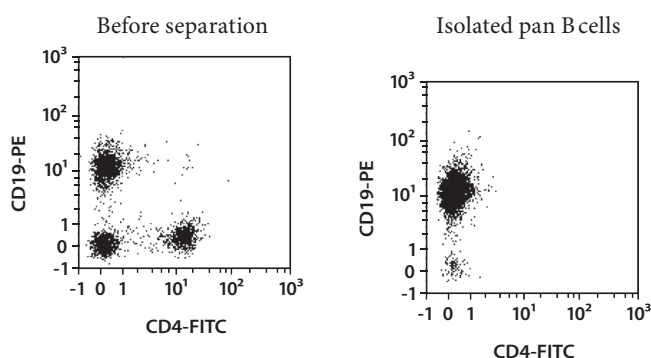 Before separation
10³
10²
10¹
1
0
-1
CD19-PE
-1 0 1 10¹ 10² 10³
CD4-FITC
Isolated pan B cells
10³
10²
10¹
1
0
-1
CD19-PE
-1 0 1 10¹ 10² 10³
CD4-FITC